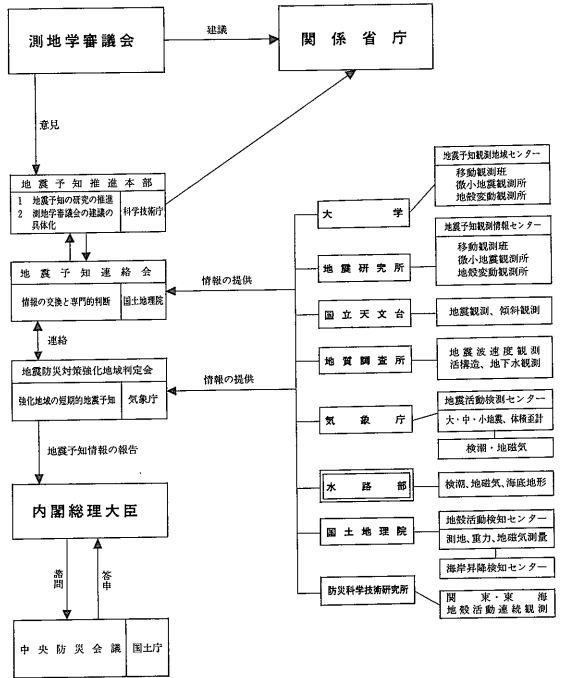 測地学審議会
建議
関係省庁
意見
地震予知推進本部
1 地震予知の研究の推進
2 測地学審議会の建議の
具体化
科学技術庁
地震予知連絡会
情報の交換と専門的判断
国土地理院
情報の提供
連絡
地震防災対策強化地域判定会
強化地域の短期的地震予知
気象庁
情報の提供
地震予知情報の報告
内閣総理大臣
諮問
答申
中央防災会議
国土庁
大学
地震予知観測地域センター
移動観測班
微小地震観測所
地殻変動観測所
地震研究所
地震予知観測情報センター
移動観測班
微小地震観測所
地殻変動観測所
国立天文台
地震観測、傾斜観測
地質調査所
地震波速度観測
活構造、地下水観測
気象庁
地震活動検測センター
大・中・小地震、体積歪計
検潮・地磁気
水路部
検潮、地磁気、海底地形
国土地理院
地殻活動検知センター
測地、重力、地磁気測量
海岸昇降検知センター
防災科学技術研究所
関東・東海
地殻活動連続観測